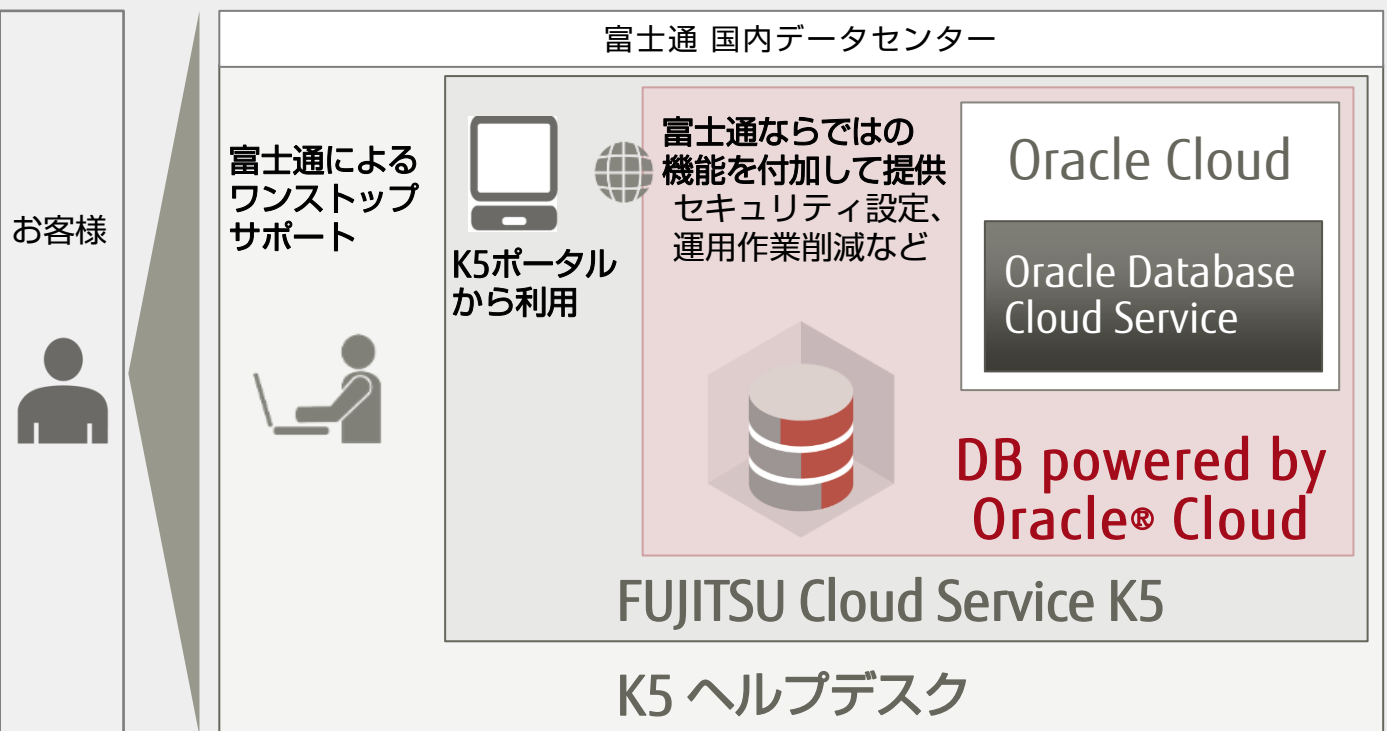 富士通 国内データセンター
お客様
富士通による
ワンストップ
サポート
K5ポータル
から利用
富士通ならではの
機能を付加して提供
セキュリティ設定、
運用作業削減など
Oracle Cloud
Oracle Database
Cloud Service
DB powered by
Oracle® Cloud
FUJITSU Cloud Service K5
K5 ヘルプデスク